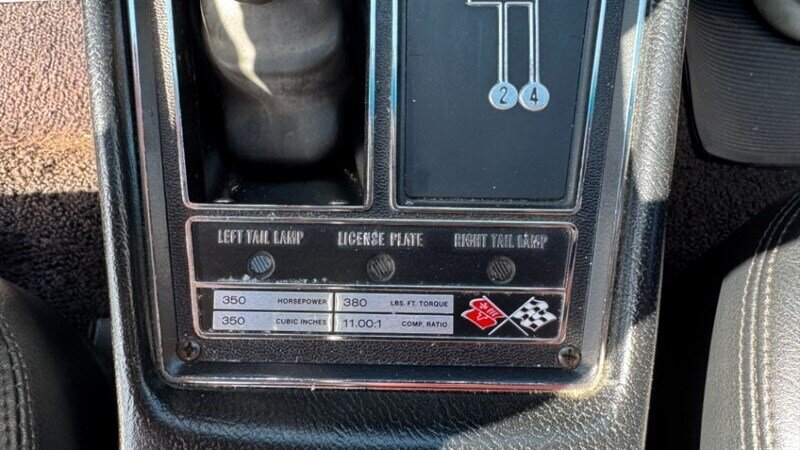 2 4
LEFT TAIL LAMP LICENSE PLATE RIGHT TAIL LAMP
350 HORSEPOWER 380 LBS. FT. TORQUE
350 CUBIC INCHES 11.00:1 COMP. RATIO